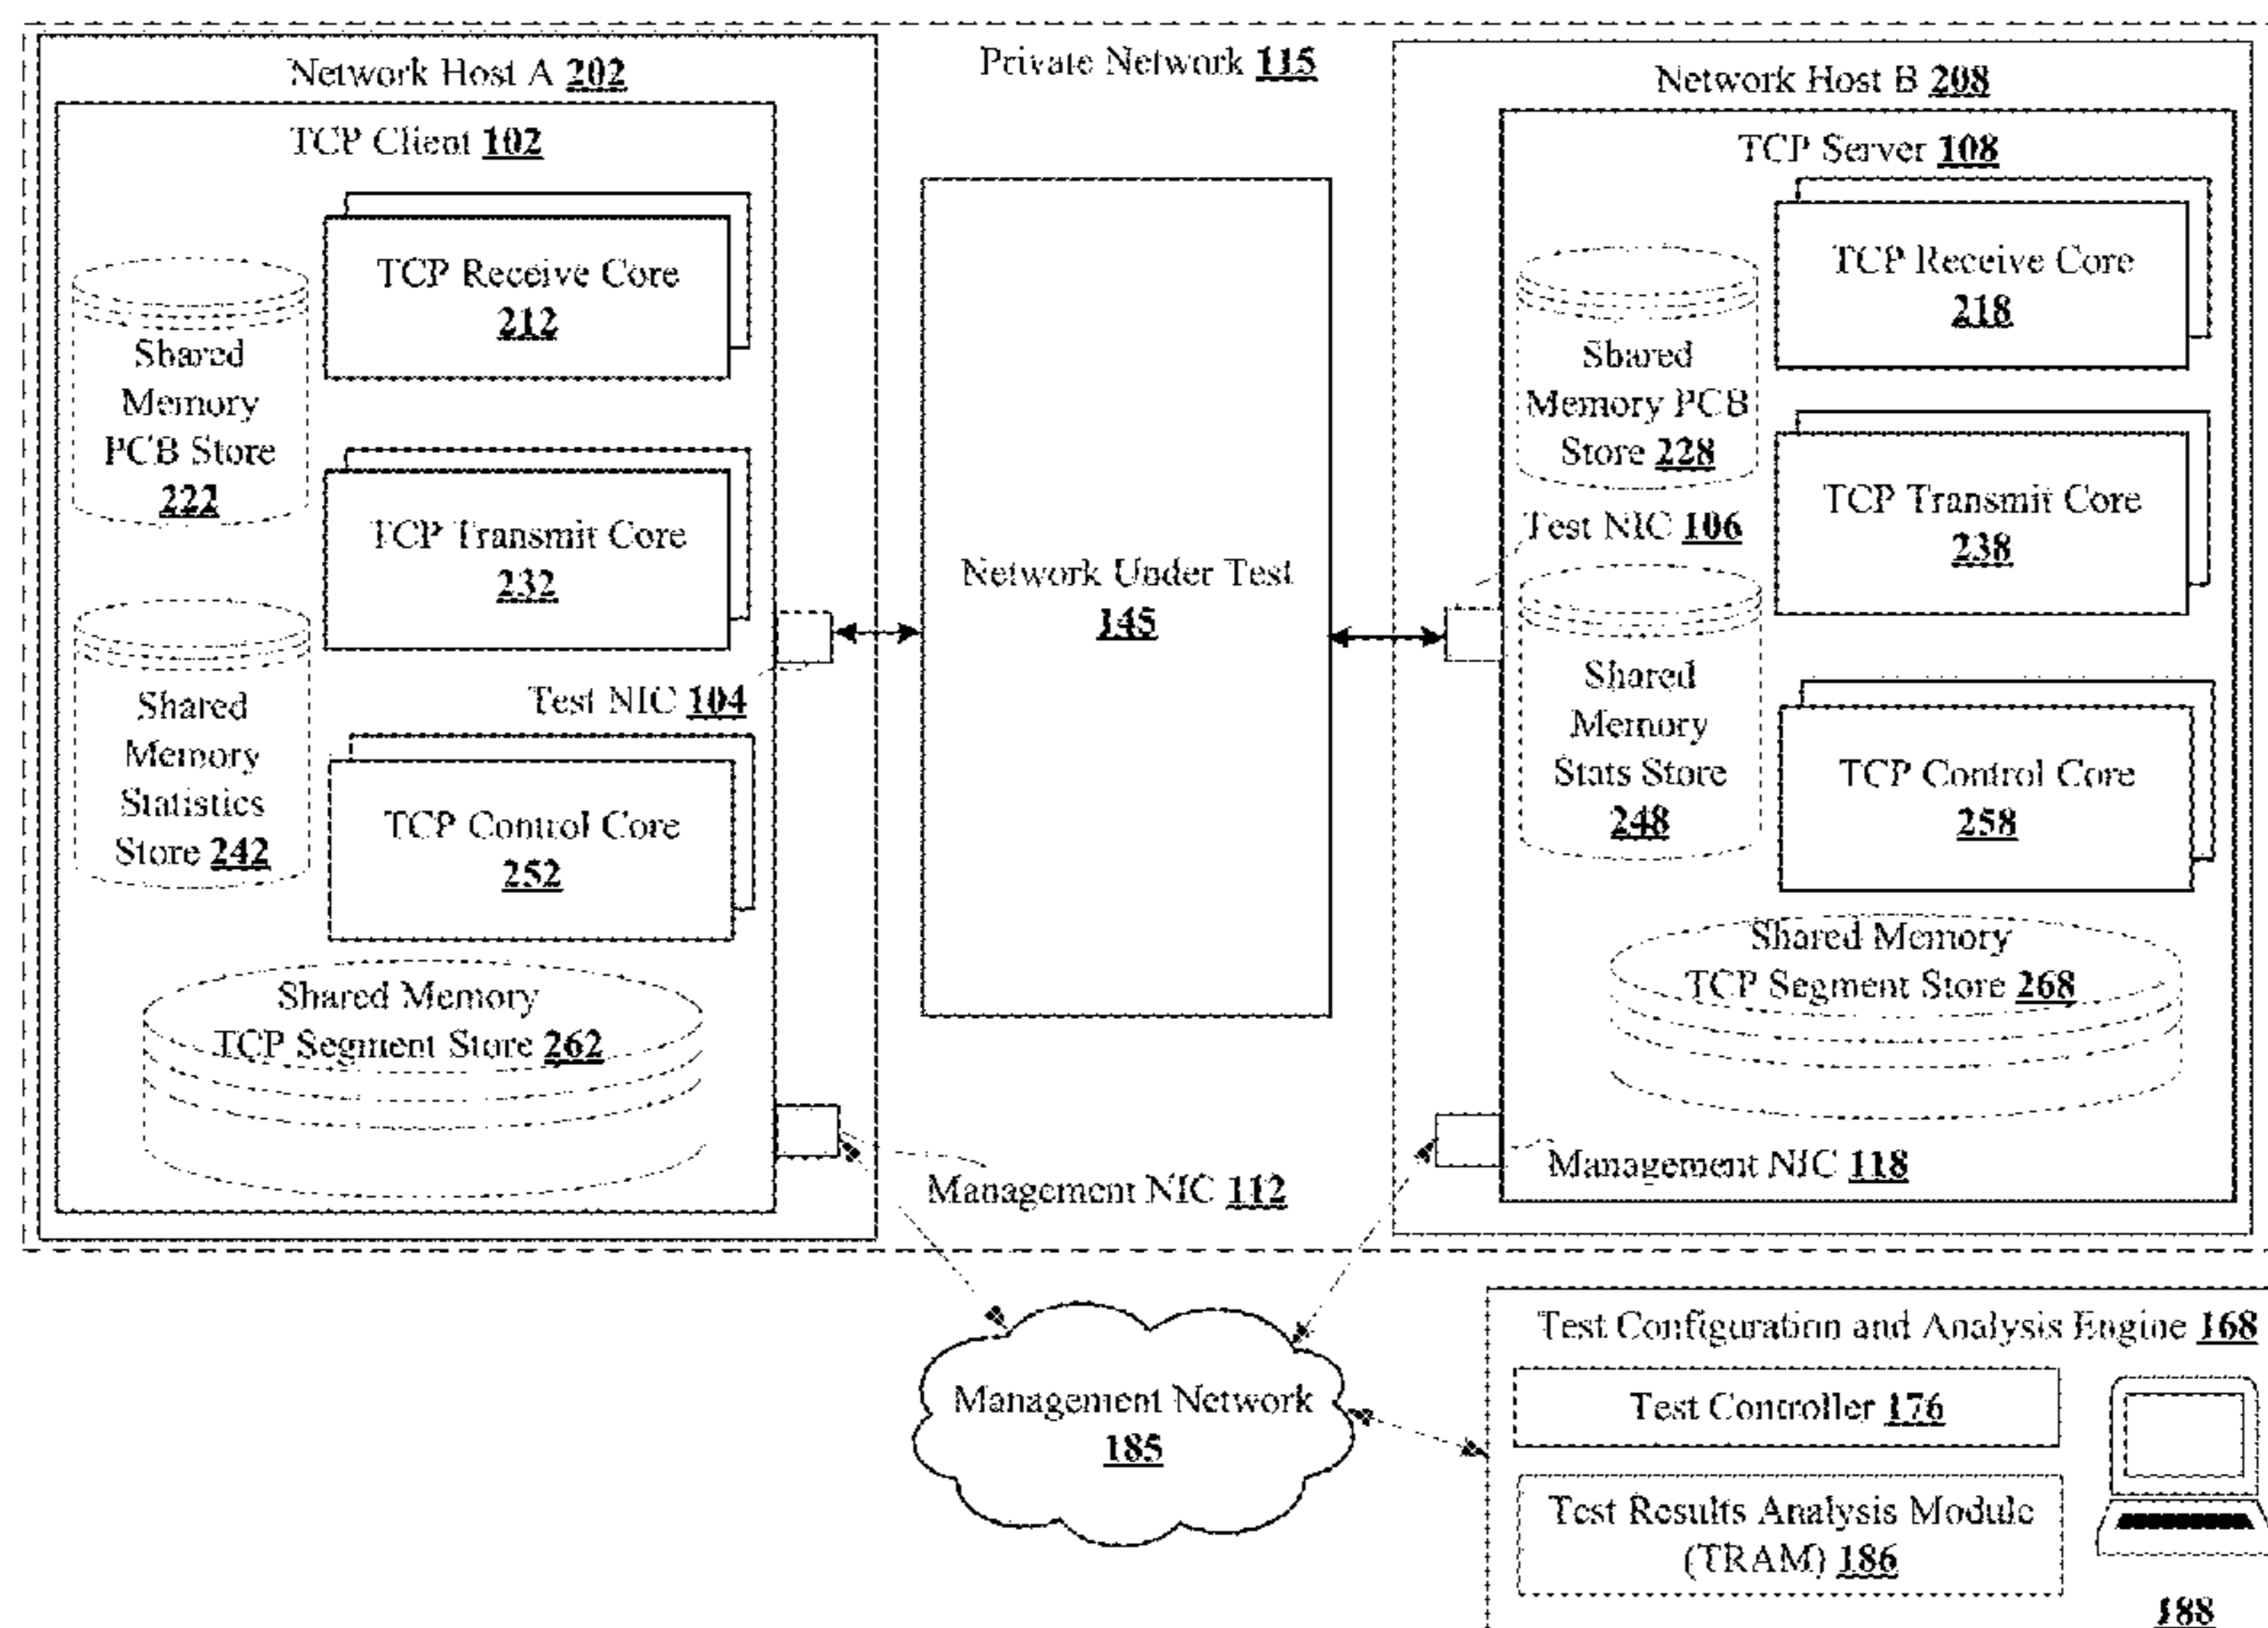 Private Network 115
Network Host A 202
TCP Client 102
TCP Receive Core
212
Shared
Memory
PCB Store
222
TCP Transmit Core
232
Test NIC 104
Shared
Memory
Statistics
Store 242
TCP Control Core
252
Shared Memory
TCP Segment Store 262
Management NIC 112
Network Under Test
145
Network Host B 208
TCP Server 108
TCP Receive Core
218
Shared
Memory PCB
Store 228
TCP Transmit Core
238
Test NIC 106
Shared
Memory
Stats Store
248
TCP Control Core
258
Shared Memory
TCP Segment Store 268
Management NIC 118
Management Network
185
Test Configuration and Analysis Engine 168
Test Controller 176
Test Results Analysis Module
(TRAM) 186
188